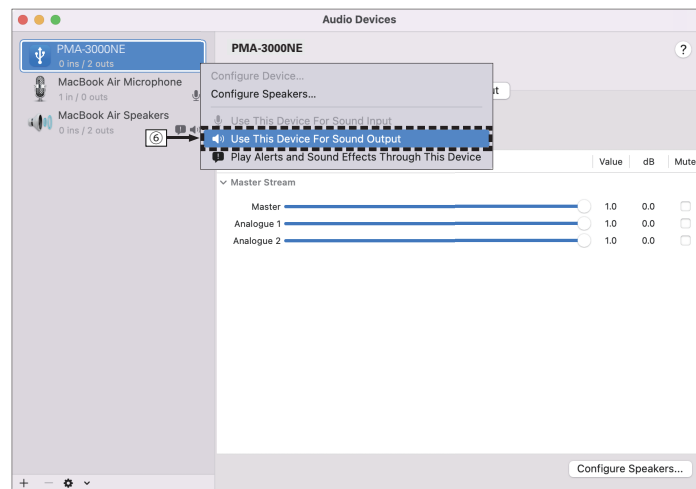 Audio Devices
PMA-3000NE
0 ins / 2 outs
MacBook Air Microphone
1 in / 0 outs
MacBook Air Speakers
0 ins / 2 outs
⑥
PMA-3000NE
?
Configure Device...
Configure Speakers...
Use This Device For Sound Input
Use This Device For Sound Output
Play Alerts and Sound Effects Through This Device
Value dB Mute
Master Stream
Master 1.0 0.0
Analogue 1 1.0 0.0
Analogue 2 1.0 0.0
Configure Speakers...